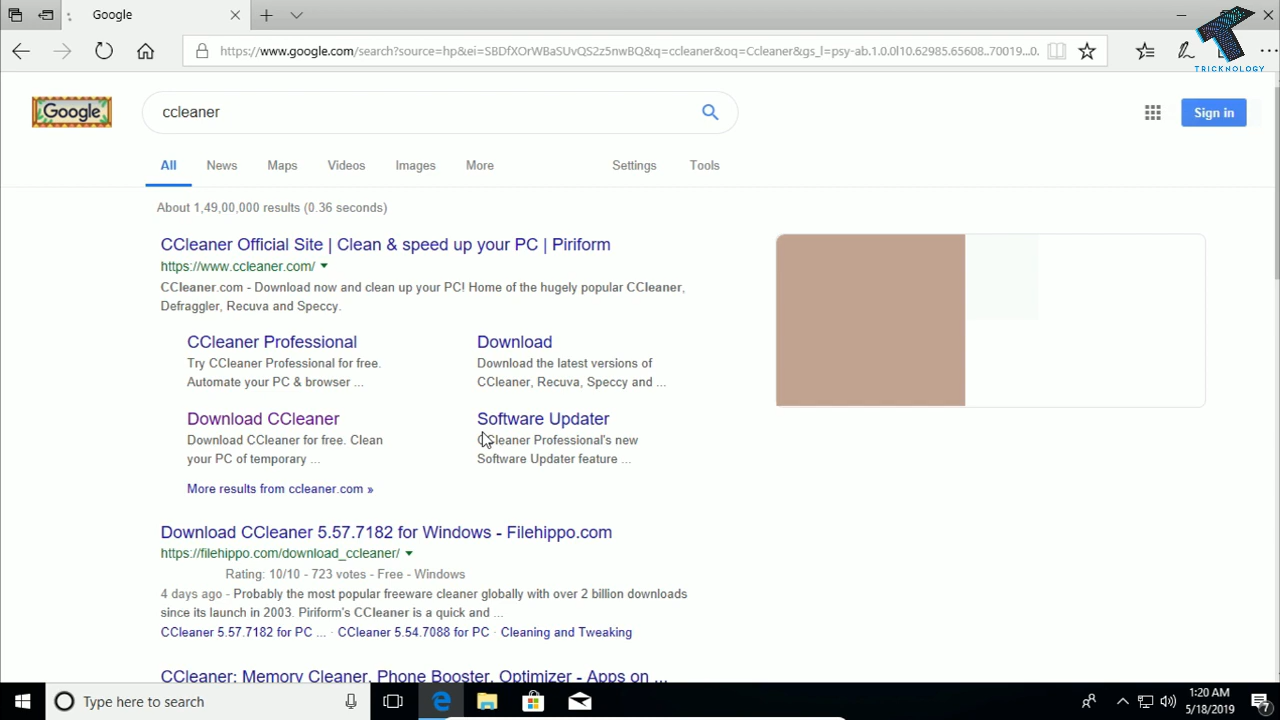 Google
https://www.google.com/search?source=hp&ei=SBDfXOrWBaSUvQS2z5nwBQ&q=ccleaner&oq=Ccleaner&gs_l=psy-ab.1.0.0l10.62985.65608..70019...0.
TRICKNOLOGY
Google
ccleaner
Sign in
All News Maps Videos Images More Settings Tools
About 1,49,00,000 results (0.36 seconds)
CCleaner Official Site | Clean & speed up your PC | Piriform
https://www.ccleaner.com/
CCleaner.com - Download now and clean up your PC! Home of the hugely popular CCleaner,
Defraggler, Recuva and Speccy.
CCleaner Professional
Try CCleaner Professional for free.
Automate your PC & browser ...
Download
Download the latest versions of
CCleaner, Recuva, Speccy and ...
Download CCleaner
Download CCleaner for free. Clean
your PC of temporary ...
Software Updater
CCleaner Professional's new
Software Updater feature ...
More results from ccleaner.com »
Download CCleaner 5.57.7182 for Windows - Filehippo.com
https://filehippo.com/download_ccleaner/
Rating: 10/10 - 723 votes - Free - Windows
4 days ago - Probably the most popular freeware cleaner globally with over 2 billion downloads
since its launch in 2003. Piriform's CCleaner is a quick and ...
CCleaner 5.57.7182 for PC ... · CCleaner 5.54.7088 for PC · Cleaning and Tweaking
CCleaner: Memory Cleaner, Phone Booster, Optimizer - Apps on ...
Type here to search
1:20 AM
5/18/2019
7